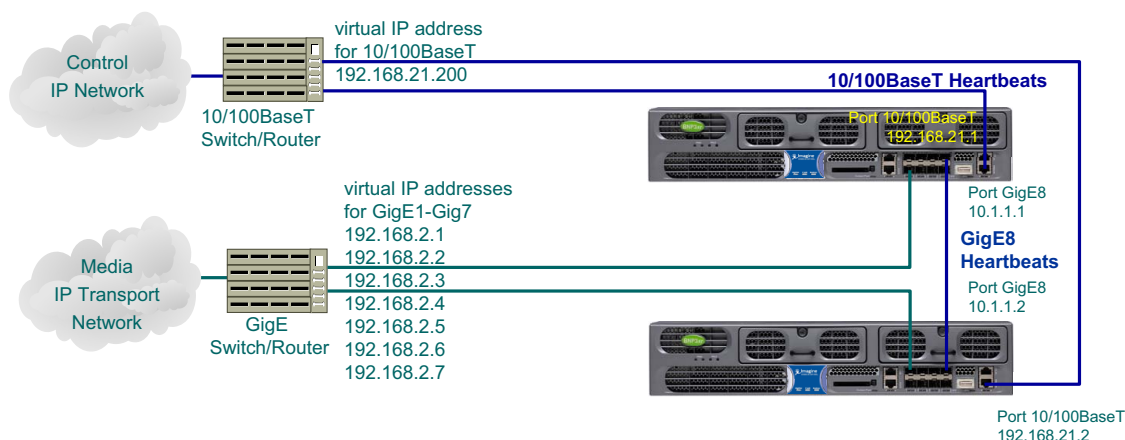 Control
IP Network
10/100BaseT
Switch/Router
virtual IP address
for 10/100BaseT
192.168.21.200
10/100BaseT Heartbeats
Port 10/100BaseT
192.168.21.1
Port GigE8
10.1.1.1
GigE8
Heartbeats
Port GigE8
10.1.1.2
Media
IP Transport
Network
GigE
Switch/Router
virtual IP addresses
for GigE1-Gig7
192.168.2.1
192.168.2.2
192.168.2.3
192.168.2.4
192.168.2.5
192.168.2.6
192.168.2.7
Port 10/100BaseT
192.168.21.2